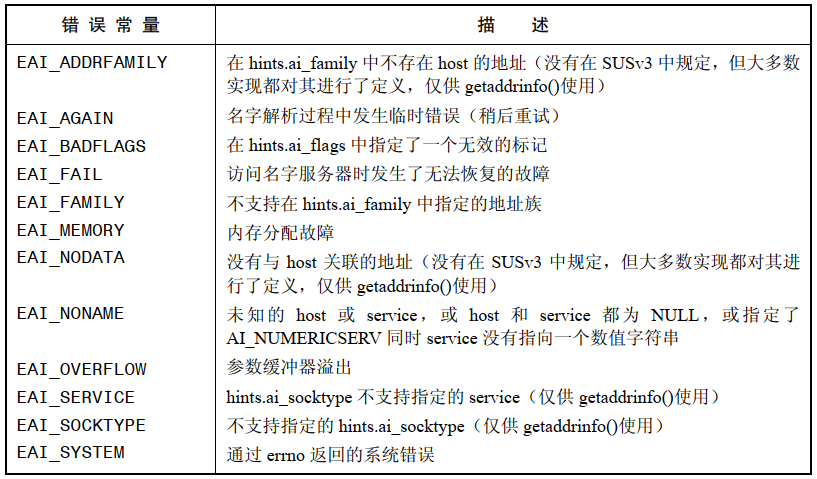 错误常量 描述
EAI_ADDRFAMILY 在 hints.ai_family 中不存在 host 的地址（没有在 SUSv3 中规定，但大多数
实现都对其进行了定义，仅供 getaddrinfo()使用）
EAI_AGAIN 名字解析过程中发生临时错误（稍后重试）
EAI_BADFLAGS 在 hints.ai_flags 中指定了一个无效的标记
EAI_FAIL 访问名字服务器时发生了无法恢复的故障
EAI_FAMILY 不支持在 hints.ai_family 中指定的地址族
EAI_MEMORY 内存分配故障
EAI_NODATA 没有与 host 关联的地址（没有在 SUSv3 中规定，但大多数实现都对其进
行了定义，仅供 getaddrinfo()使用）
EAI_NONAME 未知的 host 或 service，或 host 和 service 都为 NULL，或指定了
AI_NUMERICSERV 同时 service 没有指向一个数值字符串
EAI_OVERFLOW 参数缓冲器溢出
EAI_SERVICE hints.ai_socktype 不支持指定的 service（仅供 getaddrinfo()使用）
EAI_SOCKTYPE 不支持指定的 hints.ai_socktype（仅供 getaddrinfo()使用）
EAI_SYSTEM 通过 errno 返回的系统错误